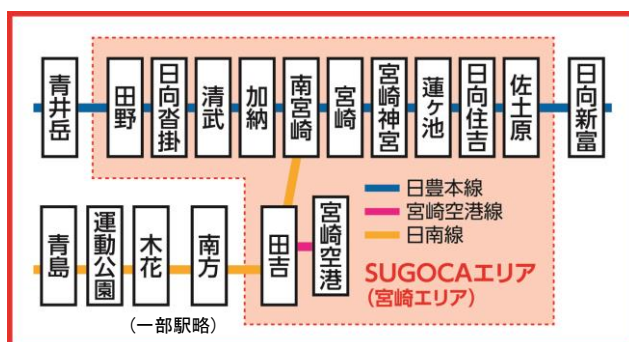 青井岳
田野
日向沓掛
清武
加納
南宮崎
宮崎
宮崎神宮
蓮ヶ池
日向住吉
佐土原
日向新富
日豊本線
宮崎空港線
日南線
青島
運動公園
木花
南方
田吉
宮崎空港
SUGOCAエリア
(宮崎エリア)
(一部駅略)